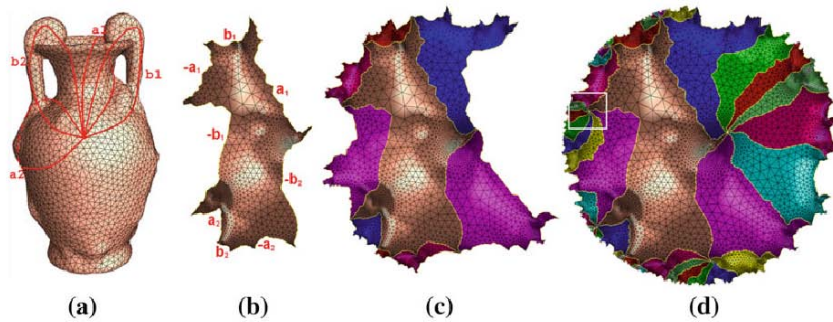 a1
b2
b1
a2
b₁
-a₁
a₁
-b₁
-b₂
a₂
b₂
-a₂
(a) (b) (c) (d)